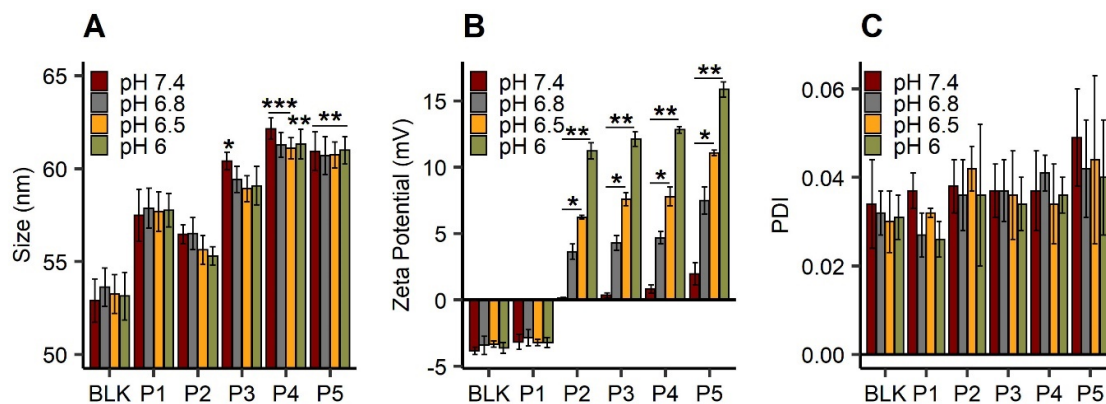 A
Size (nm)
65
60
55
50
pH 7.4
pH 6.8
pH 6.5
pH 6
*
***
**
**
BLK P1 P2 P3 P4 P5
B
Zeta Potential (mV)
15
10
5
0
-5
pH 7.4
pH 6.8
pH 6.5
pH 6
**
*
**
*
**
*
**
*
BLK P1 P2 P3 P4 P5
C
PDI
0.06
0.04
0.02
0.00
pH 7.4
pH 6.8
pH 6.5
pH 6
BLK P1 P2 P3 P4 P5